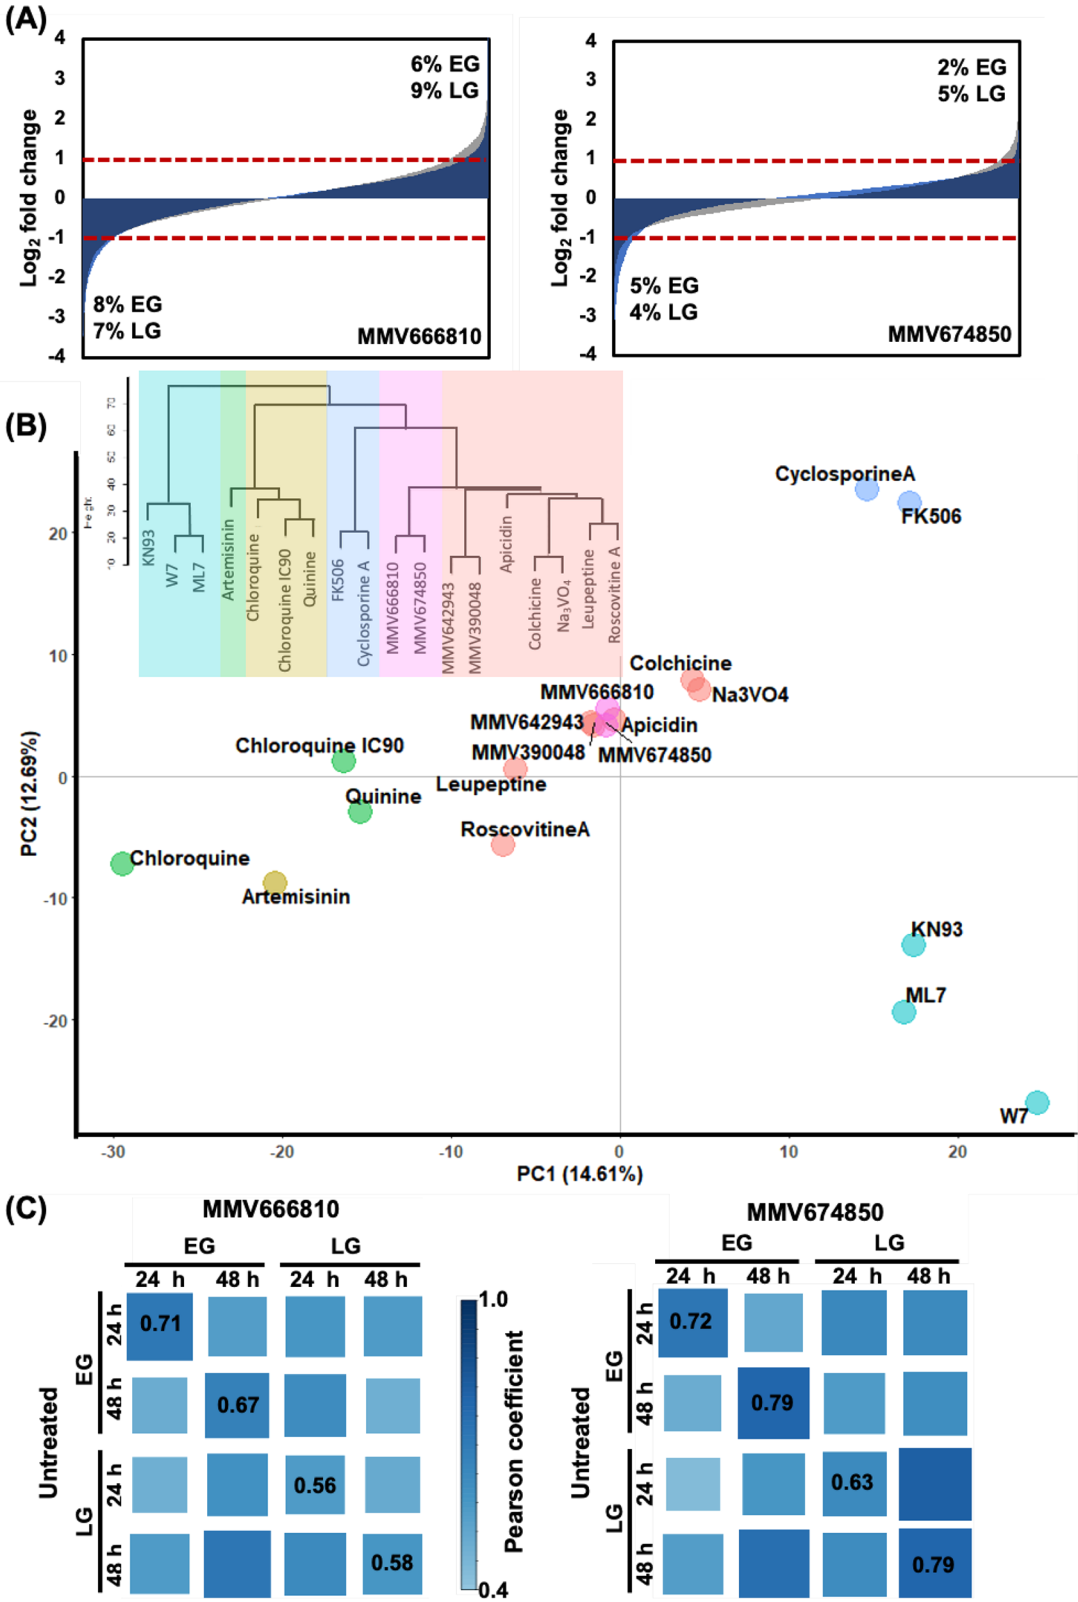 (A)
4
3
2
1
0
-1
-2
-3
-4
Log2 fold change
6% EG
9% LG
8% EG
7% LG
MMV666810
4
3
2
1
0
-1
-2
-3
-4
Log2 fold change
2% EG
5% LG
5% EG
4% LG
MMV674850
(B)
70
60
50
40
30
20
KN93
W7
ML7
Artemisinin
Chloroquine
Chloroquine IC90
Quinine
FK506
Cyclosporine A
MMV666810
MMV674850
MMV642943
MMV390048
Apicidin
Colchicine
Na3VO4
Leupeptine
Roscovitine A
20
10
0
-10
-20
PC2 (12.69%)
CyclosporineA
FK506
Colchicine
Na3VO4
MMV666810
MMV642943
Apicidin
MMV390048
MMV674850
Chloroquine IC90
Leupeptine
Quinine
RoscovitineA
Chloroquine
Artemisinin
KN93
ML7
W7
-30
-20
-10
0
10
20
PC1 (14.61%)
(C)
MMV666810
EG
LG
24 h
48 h
24 h
48 h
Untreated
EG
LG
24 h
48 h
24 h
48 h
0.71
0.67
0.56
0.58
1.0
Pearson coefficient
0.4
MMV674850
EG
LG
24 h
48 h
24 h
48 h
Untreated
EG
LG
24 h
48 h
24 h
48 h
0.72
0.79
0.63
0.79